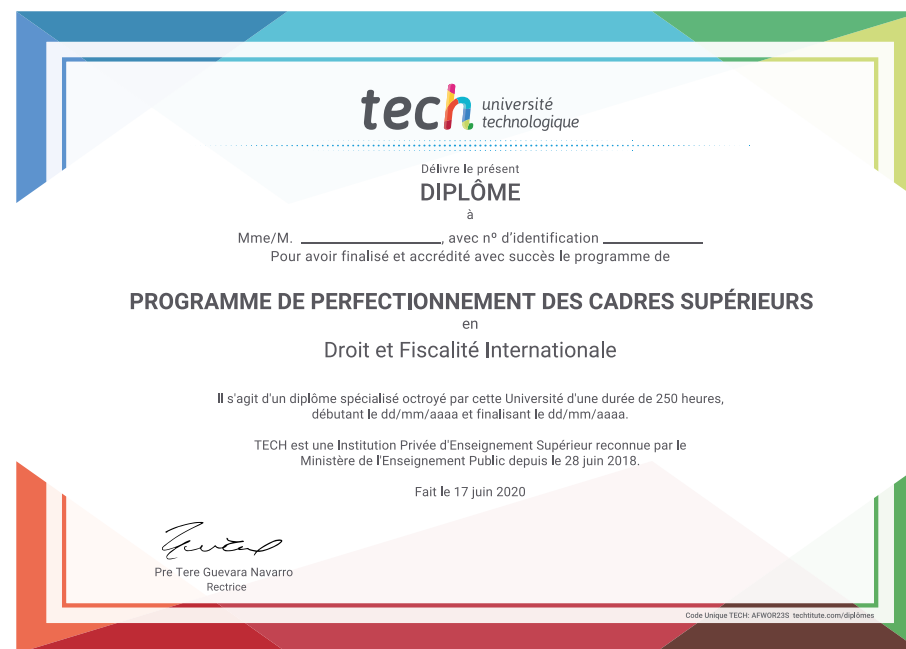 tech université
technologique
Délivre le présent
DIPLÔME
à
Mme/M. ____________________, avec nº d'identification ______________
Pour avoir finalisé et accrédité avec succès le programme de
PROGRAMME DE PERFECTIONNEMENT DES CADRES SUPÉRIEURS
en
Droit et Fiscalité Internationale
Il s'agit d'un diplôme spécialisé octroyé par cette Université d'une durée de 250 heures,
débutant le dd/mm/aaaa et finalisant le dd/mm/aaaa.
TECH est une Institution Privée d'Enseignement Supérieur reconnue par le
Ministère de l'Enseignement Public depuis le 28 juin 2018.
Fait le 17 juin 2020
Pre Tere Guevara Navarro
Rectrice
Code Unique TECH: AFWOR23S techtitute.com/diplômes